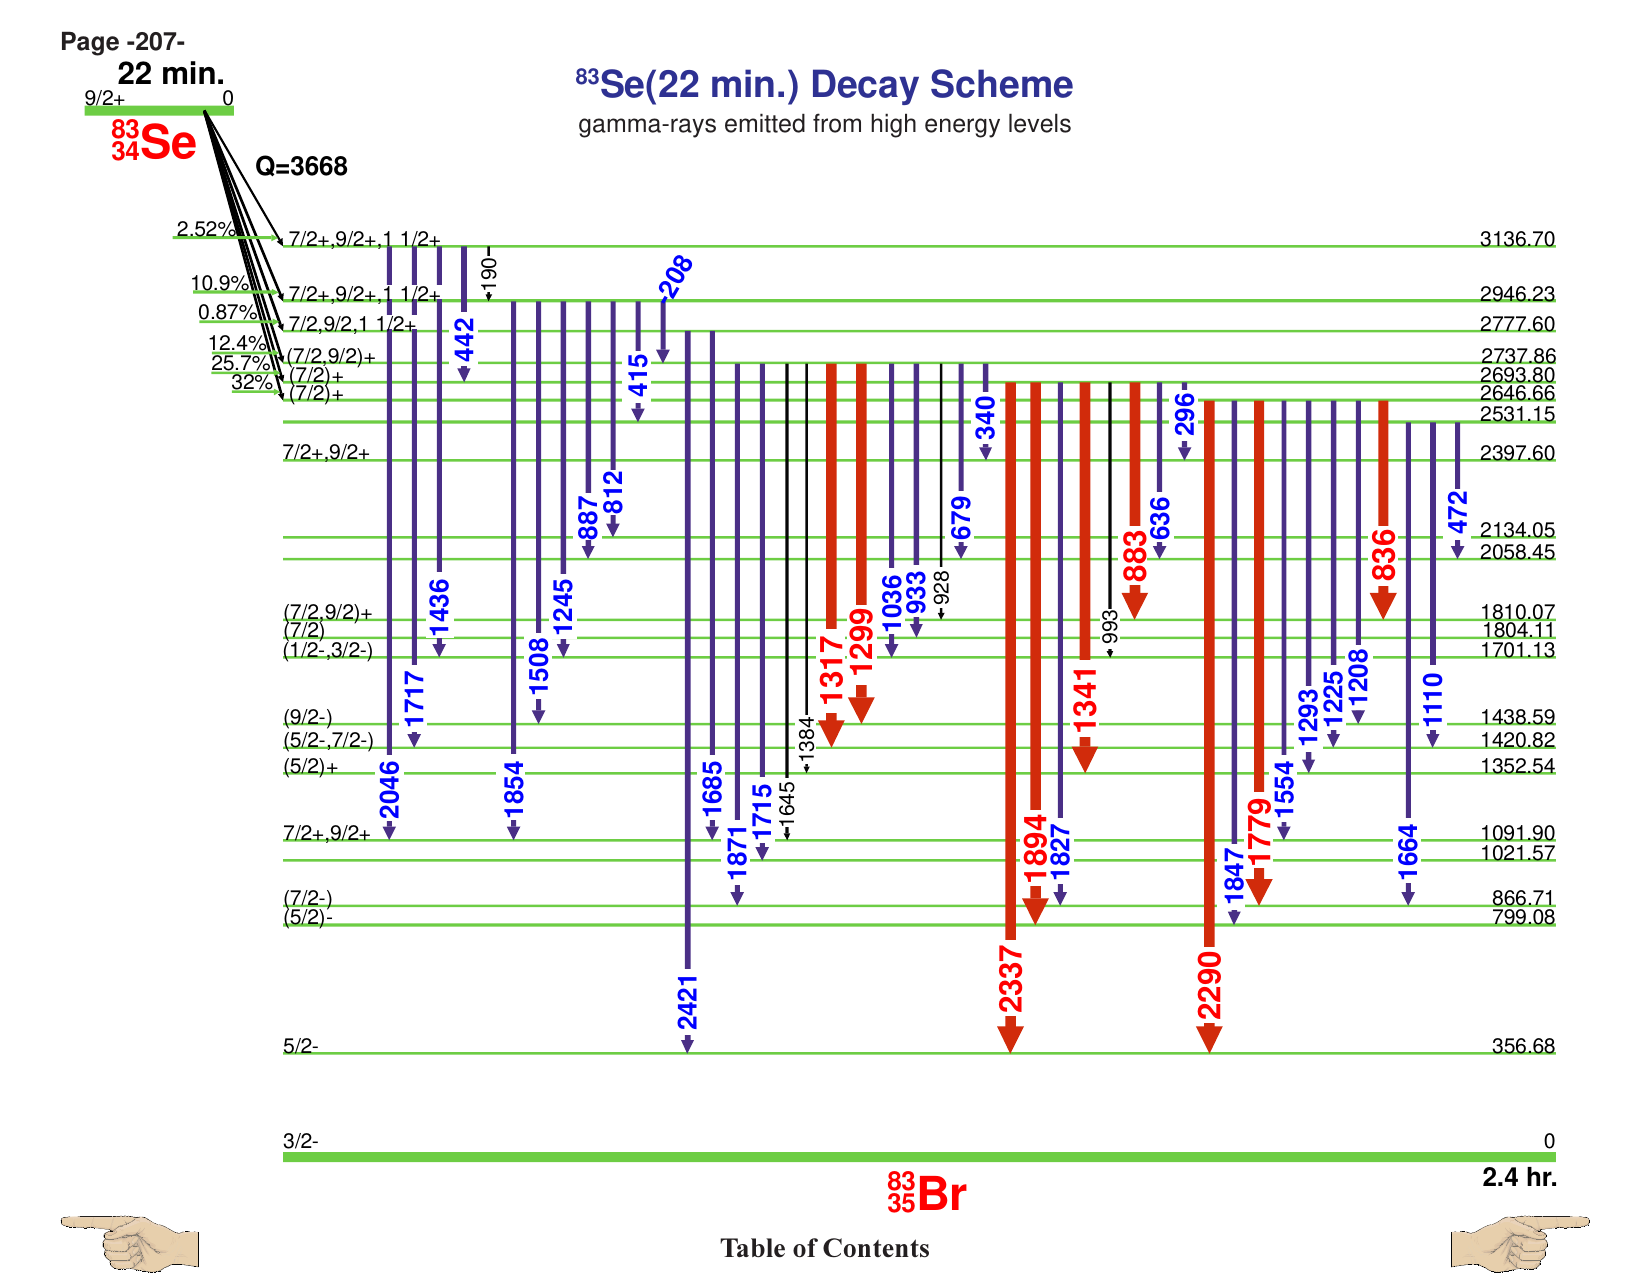 Page -207-
22 min.
83Se(22 min.) Decay Scheme
9/2+ 0
gamma-rays emitted from high energy levels
83
34Se
Q=3668
2.52% 7/2+,9/2+,1 1/2+ 3136.70
190
-208
10.9% 7/2+,9/2+,1 1/2+ 2946.23
0.87% 7/2,9/2,1 1/2+ 2777.60
442
12.4% (7/2,9/2)+ 2737.86
25.7% (7/2)+ 2693.80
32% (7/2)+ 2646.66
415 340 296
2531.15
7/2+,9/2+ 2397.60
887 812 679 636 472
2134.05
883 836
2058.45
1436 1245 1036 933 928
(7/2,9/2)+ 1810.07
(7/2) 1804.11
993
(1/2-,3/2-) 1701.13
1717 1508 1317 1299 1341 1293 1225 1208 1110
(9/2-) 1438.59
1384
(5/2-,7/2-) 1420.82
(5/2)+ 1352.54
2046 1854 1685 1715 1645 1554
7/2+,9/2+ 1091.90
1871 1894 1827 1847 1779 1664
1021.57
(7/2-) 866.71
(5/2)- 799.08
2421 2337 2290
5/2- 356.68
3/2- 0
2.4 hr.
83
35Br
Table of Contents